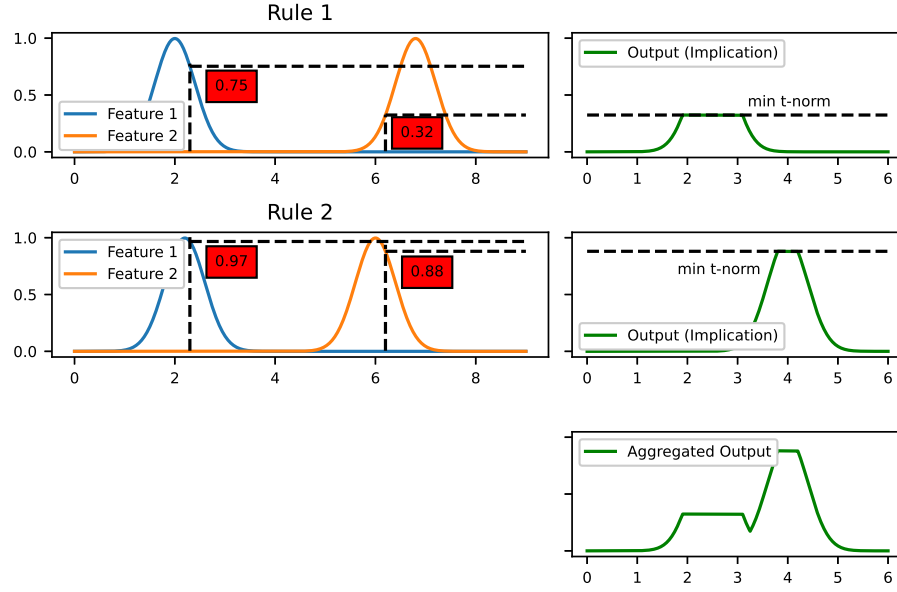 Rule 1
1.0
0.5
0.0
0.75
0.32
Feature 1
Feature 2
0 2 4 6 8
Output (Implication)
min t-norm
0 1 2 3 4 5 6
Rule 2
1.0
0.5
0.0
Feature 1
Feature 2
0.97
0.88
0 2 4 6 8
min t-norm
Output (Implication)
0 1 2 3 4 5 6
Aggregated Output
0 1 2 3 4 5 6